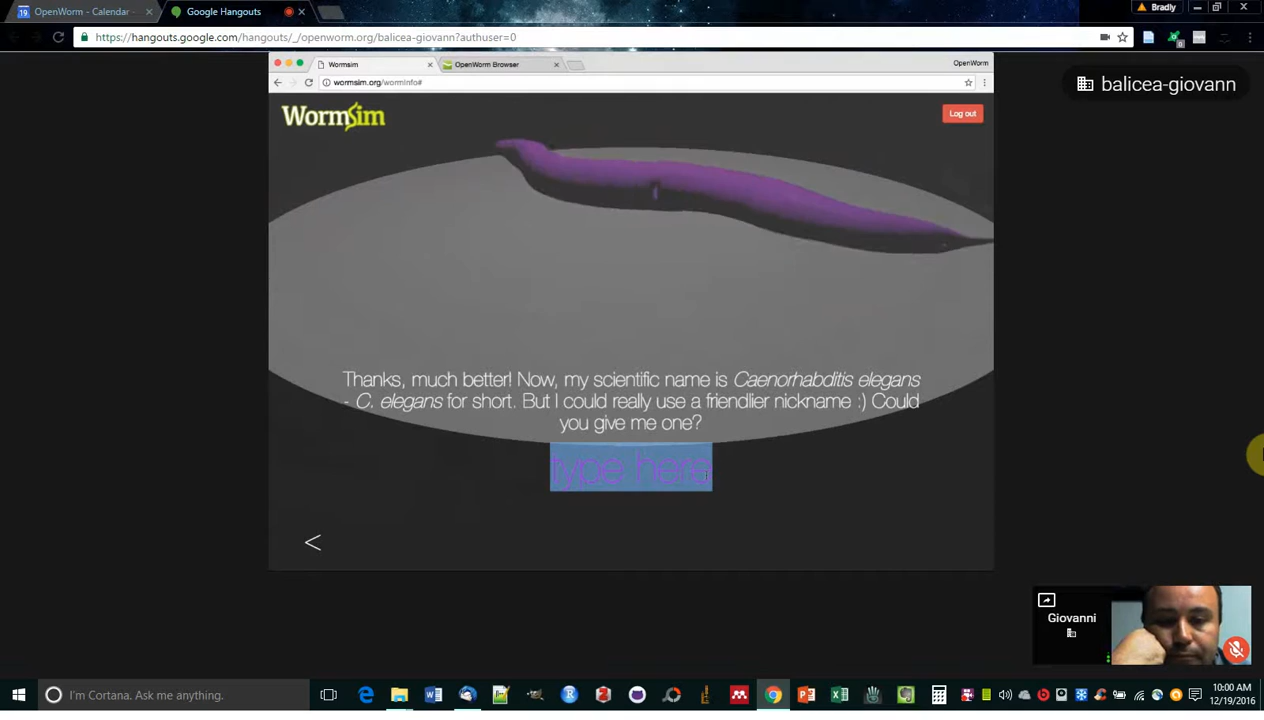 OpenWorm - Calendar
Google Hangouts
Bradly
https://hangouts.google.com/hangouts/_/openworm.org/balicea-giovann?authuser=0
Wormsim
OpenWorm Browser
OpenWorm
wormsim.org/wormInfo#
balicea-giovann
WormSim
Log out
Thanks, much better! Now, my scientific name is Caenorhabditis elegans
- C. elegans for short. But I could really use a friendlier nickname :) Could
you give me one?
type here
<
Giovanni
I'm Cortana. Ask me anything.
10:00 AM
12/19/2016